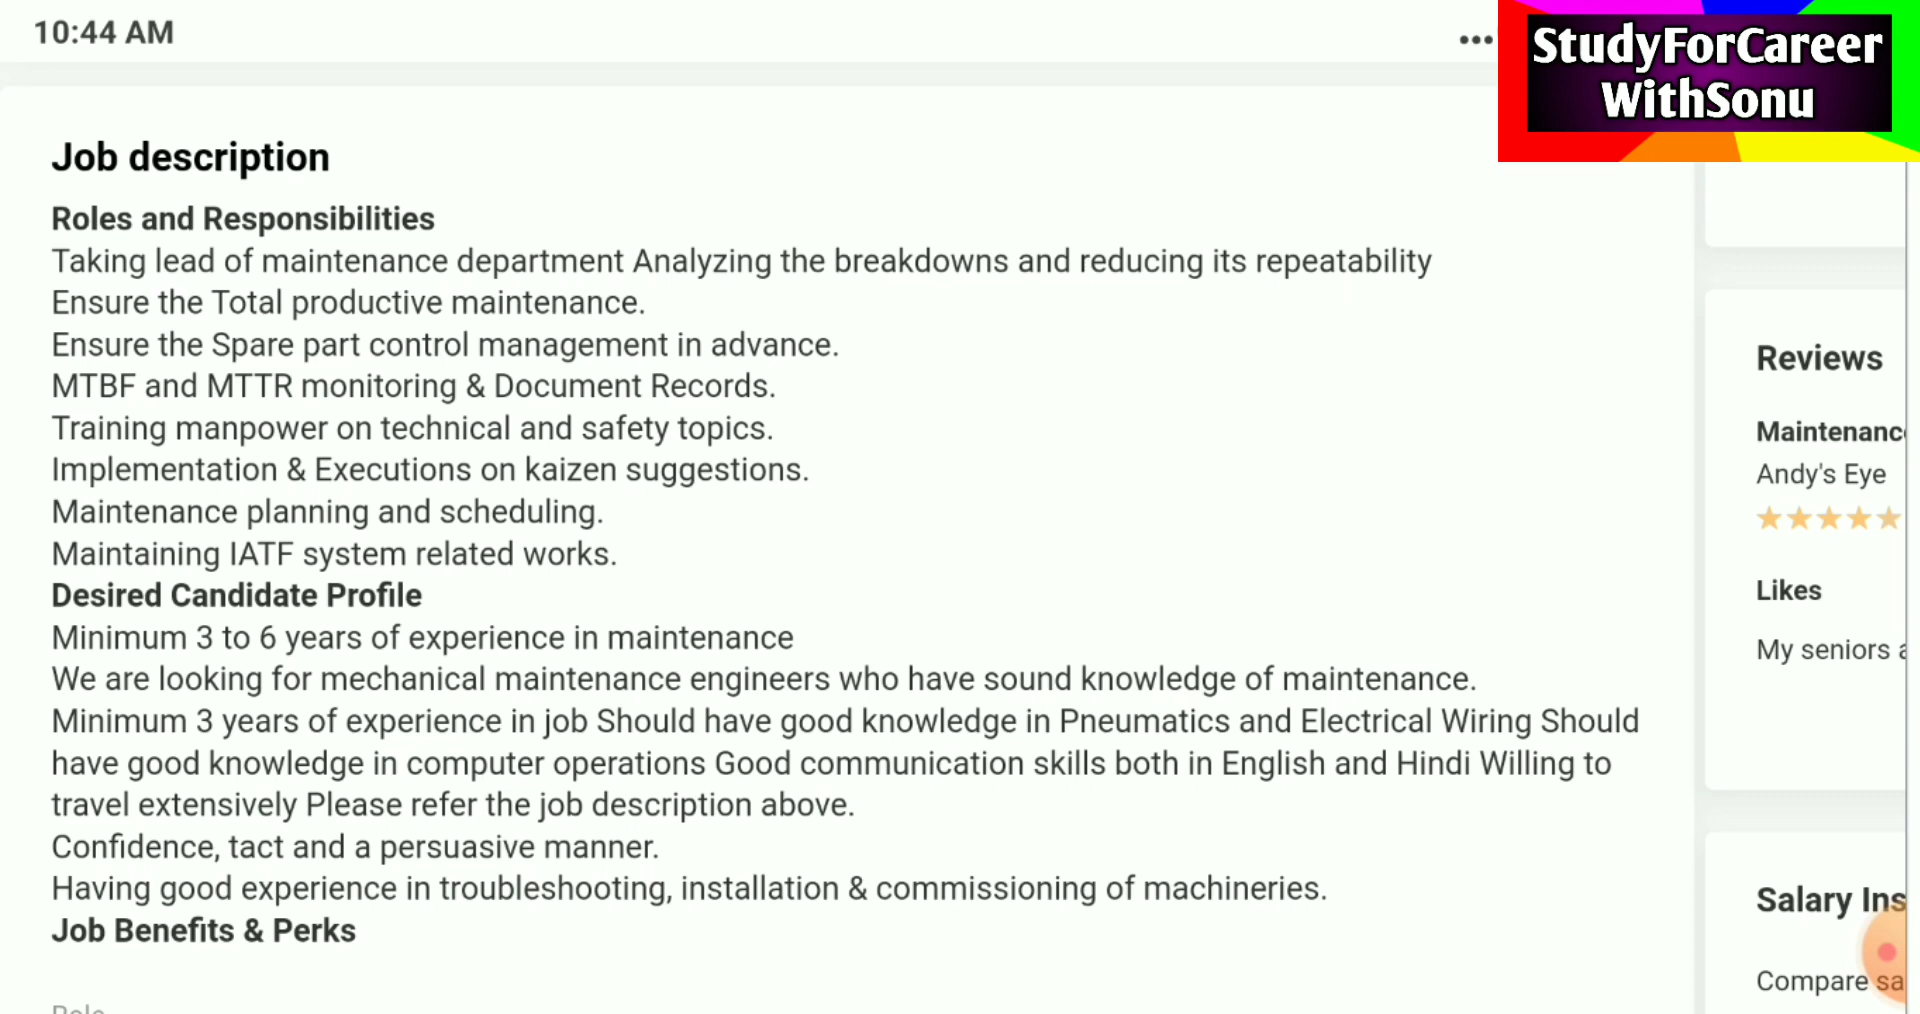 10:44 AM
StudyForCareer
WithSonu
Job description
Roles and Responsibilities
Taking lead of maintenance department Analyzing the breakdowns and reducing its repeatability
Ensure the Total productive maintenance.
Ensure the Spare part control management in advance.
MTBF and MTTR monitoring & Document Records.
Training manpower on technical and safety topics.
Implementation & Executions on kaizen suggestions.
Maintenance planning and scheduling.
Maintaining IATF system related works.
Desired Candidate Profile
Minimum 3 to 6 years of experience in maintenance
We are looking for mechanical maintenance engineers who have sound knowledge of maintenance.
Minimum 3 years of experience in job Should have good knowledge in Pneumatics and Electrical Wiring Should
have good knowledge in computer operations Good communication skills both in English and Hindi Willing to
travel extensively Please refer the job description above.
Confidence, tact and a persuasive manner.
Having good experience in troubleshooting, installation & commissioning of machineries.
Job Benefits & Perks
Reviews
Andy's Eye
Likes
My seniors
Salary
Compare